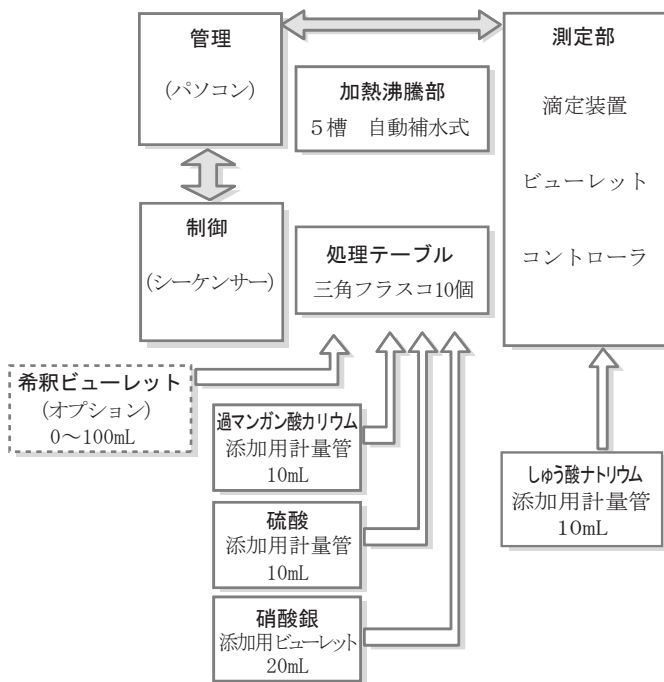 管理
(パソコン)
加熱沸騰部
5槽 自動補水式
測定部
滴定装置
ビューレット
コントローラ
制御
(シーケンサー)
処理テーブル
三角フラスコ10個
希釈ビューレット
(オプション)
0〜100mL
過マンガン酸カリウム
添加用計量管
10mL
硫酸
添加用計量管
10mL
硝酸銀
添加用ビューレット
20mL
しゅう酸ナトリウム
添加用計量管
10mL